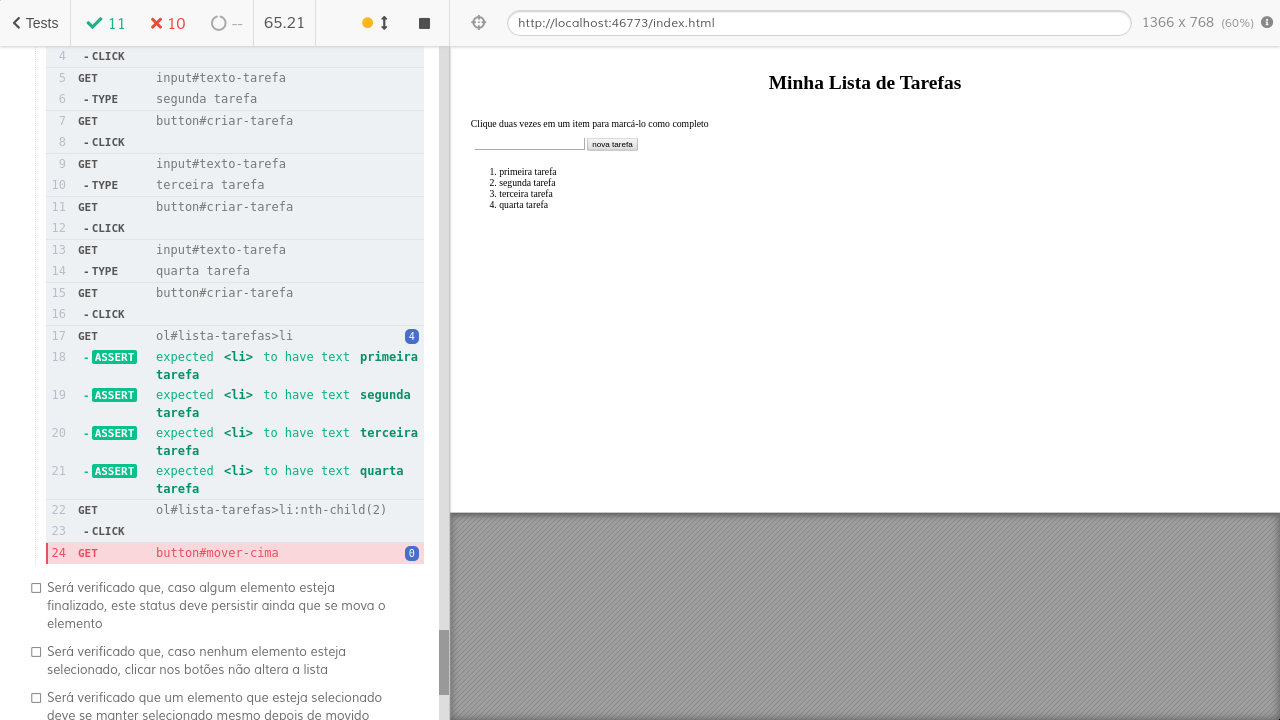 Tests 11 10 -- 65.21
http://localhost:46773/index.html 1366 x 768 (60%)
4 - CLICK
5 GET input#texto-tarefa
6 - TYPE segunda tarefa
7 GET button#criar-tarefa
8 - CLICK
9 GET input#texto-tarefa
10 - TYPE terceira tarefa
11 GET button#criar-tarefa
12 - CLICK
13 GET input#texto-tarefa
14 - TYPE quarta tarefa
15 GET button#criar-tarefa
16 - CLICK
17 GET ol#lista-tarefas>li 4
18 - ASSERT expected <li> to have text primeira
tarefa
19 - ASSERT expected <li> to have text segunda
tarefa
20 - ASSERT expected <li> to have text terceira
tarefa
21 - ASSERT expected <li> to have text quarta
tarefa
22 GET ol#lista-tarefas>li:nth-child(2)
23 - CLICK
24 GET button#mover-cima 0
Será verificado que, caso algum elemento esteja
finalizado, este status deve persistir ainda que se mova o
elemento
Será verificado que, caso nenhum elemento esteja
selecionado, clicar nos botões não altera a lista
Será verificado que um elemento que esteja selecionado
deve se manter selecionado mesmo depois de movido
Minha Lista de Tarefas
Clique duas vezes em um item para marcá-lo como completo
nova tarefa
1. primeira tarefa
2. segunda tarefa
3. terceira tarefa
4. quarta tarefa